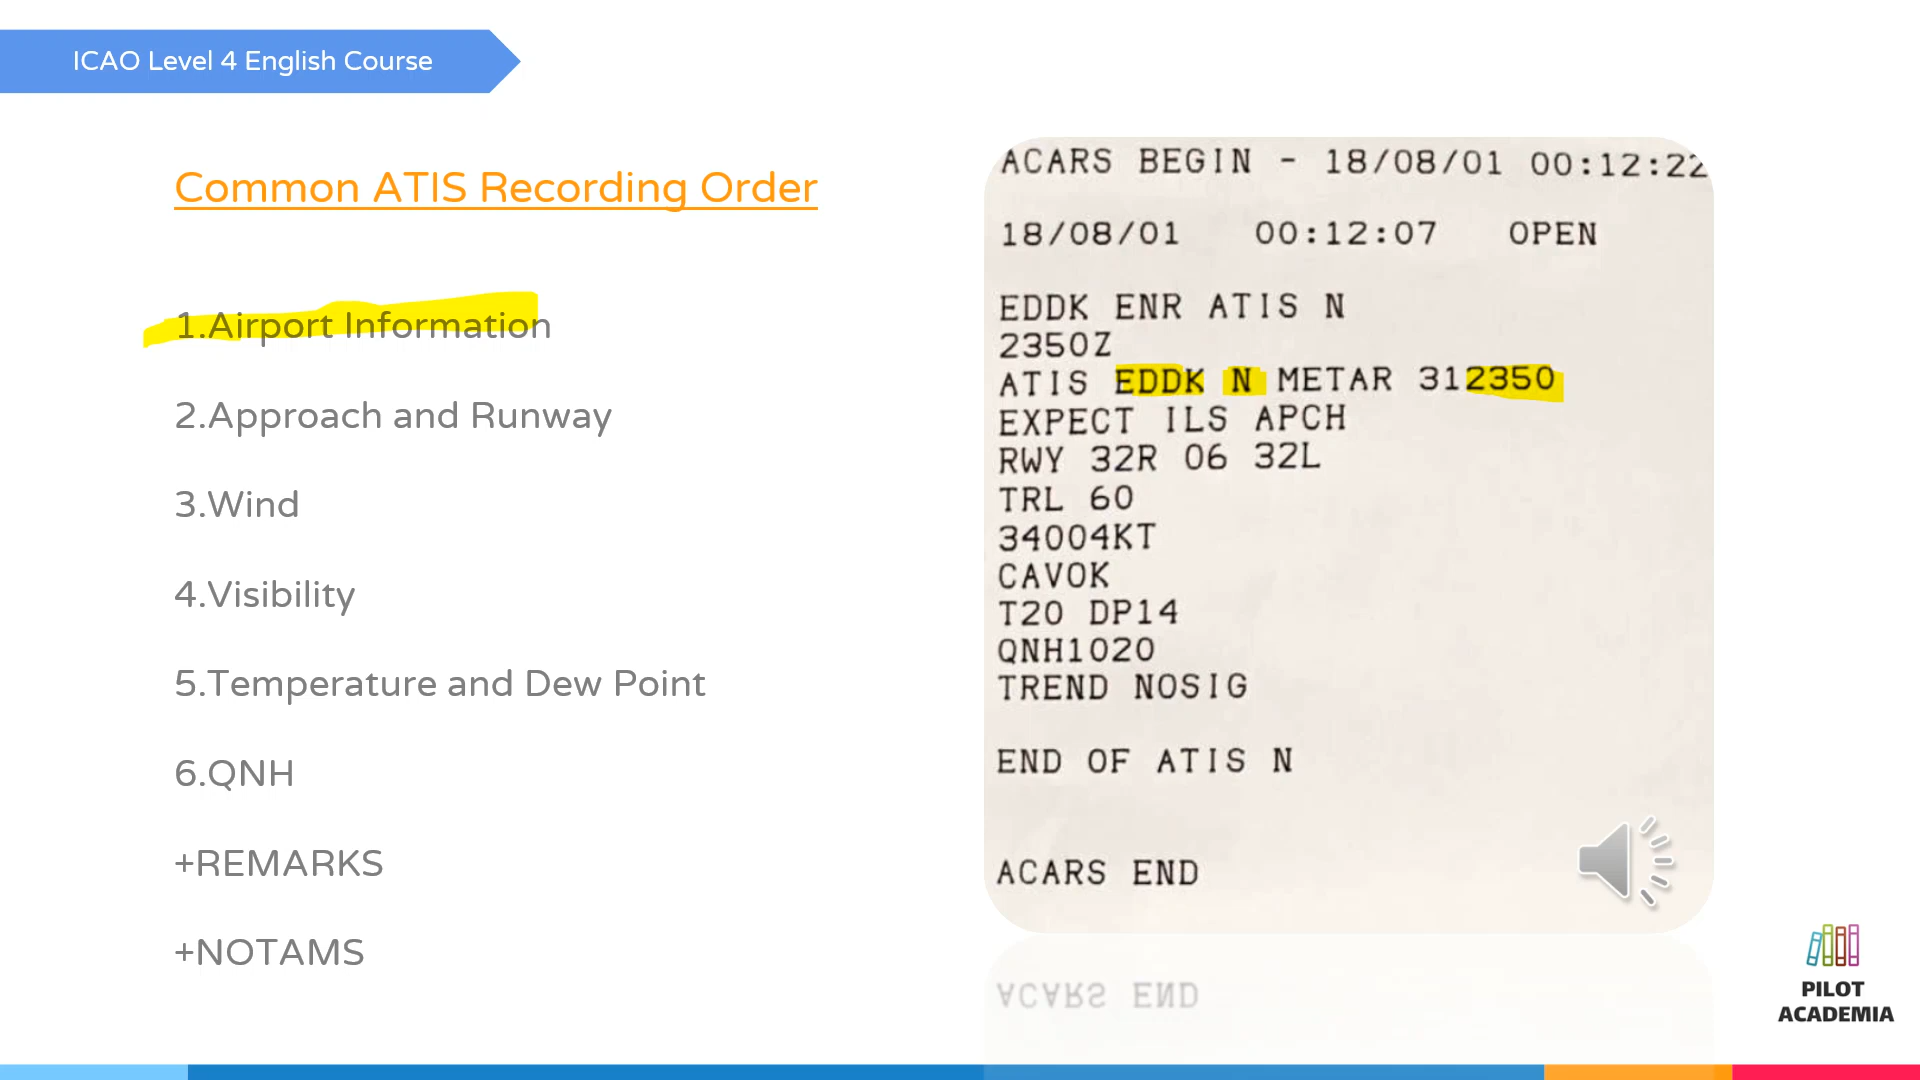 ICAO Level 4 English Course
Common ATIS Recording Order
1.Airport Information
2.Approach and Runway
3.Wind
4.Visibility
5.Temperature and Dew Point
6.QNH
+REMARKS
+NOTAMS
ACARS BEGIN - 18/08/01 00:12:22
18/08/01 00:12:07 OPEN
EDDK ENR ATIS N
2350Z
ATIS EDDK N METAR 312350
EXPECT ILS APCH
RWY 32R 06 32L
TRL 60
34004KT
CAVOK
T20 DP14
QNH1020
TREND NOSIG
END OF ATIS N
ACARS END
PILOT
ACADEMIA